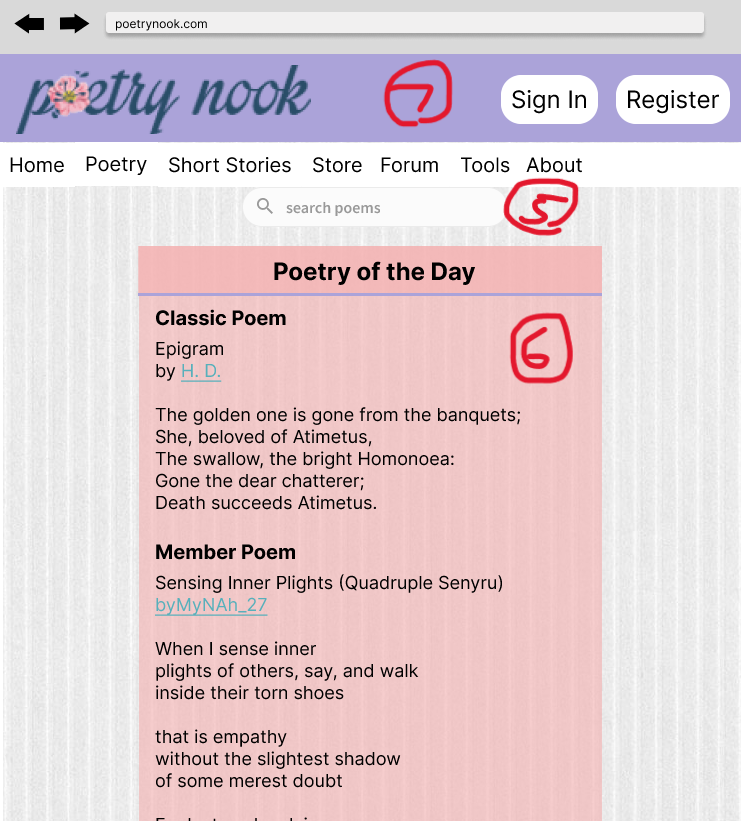 poetrynook.com
poetry nook
7
Sign In
Register
Home Poetry Short Stories Store Forum Tools About
search poems
5
Poetry of the Day
Classic Poem
6
Epigram
by H. D.
The golden one is gone from the banquets;
She, beloved of Atimetus,
The swallow, the bright Homonoea:
Gone the dear chatterer;
Death succeeds Atimetus.
Member Poem
Sensing Inner Plights (Quadruple Senyru)
byMyNAh_27
When I sense inner
plights of others, say, and walk
inside their torn shoes
that is empathy
without the slightest shadow
of some merest doubt